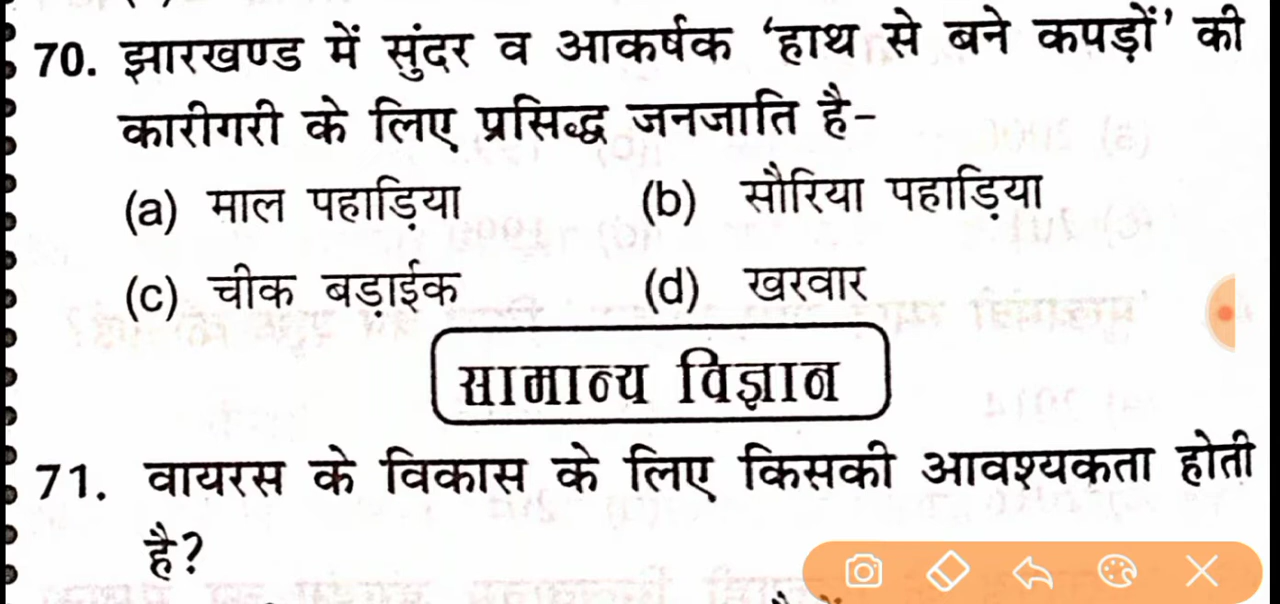 70. झारखण्ड में सुंदर व आकर्षक ‘हाथ से बने कपड़ों’ की
कारीगरी के लिए प्रसिद्ध जनजाति है-
(a) माल पहाड़िया (b) सौरिया पहाड़िया
(c) चीक बड़ाईक (d) खरवार
सामान्य विज्ञान
71. वायरस के विकास के लिए किसकी आवश्यकता होती
है?